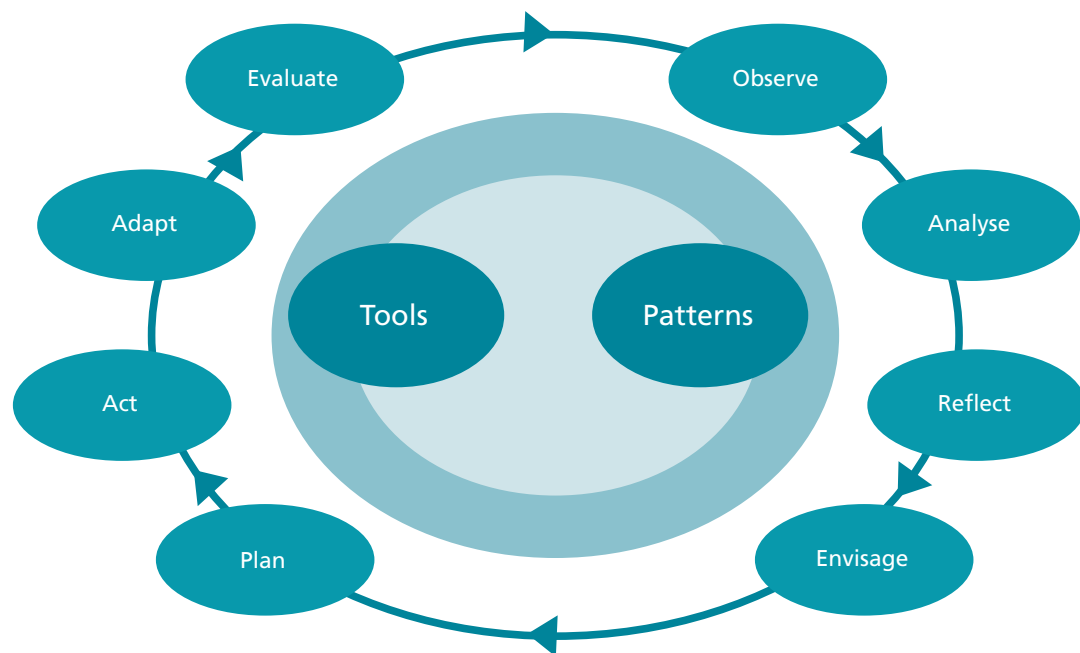 Evaluate
Observe
Adapt
Analyse
Tools
Patterns
Act
Reflect
Plan
Envisage